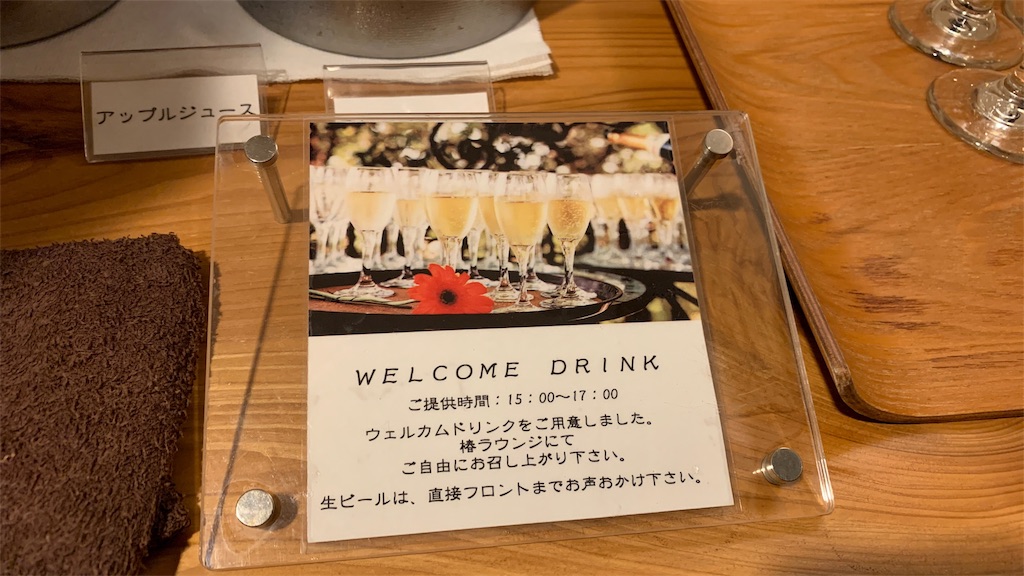 アップルジュース
WELCOME DRINK
ご提供時間：15：00～17：00
ウェルカムドリンクをご用意しました。
椿ラウンジにて
ご自由にお召し上がり下さい。
生ビールは、直接フロントまでお声おかけ下さい。